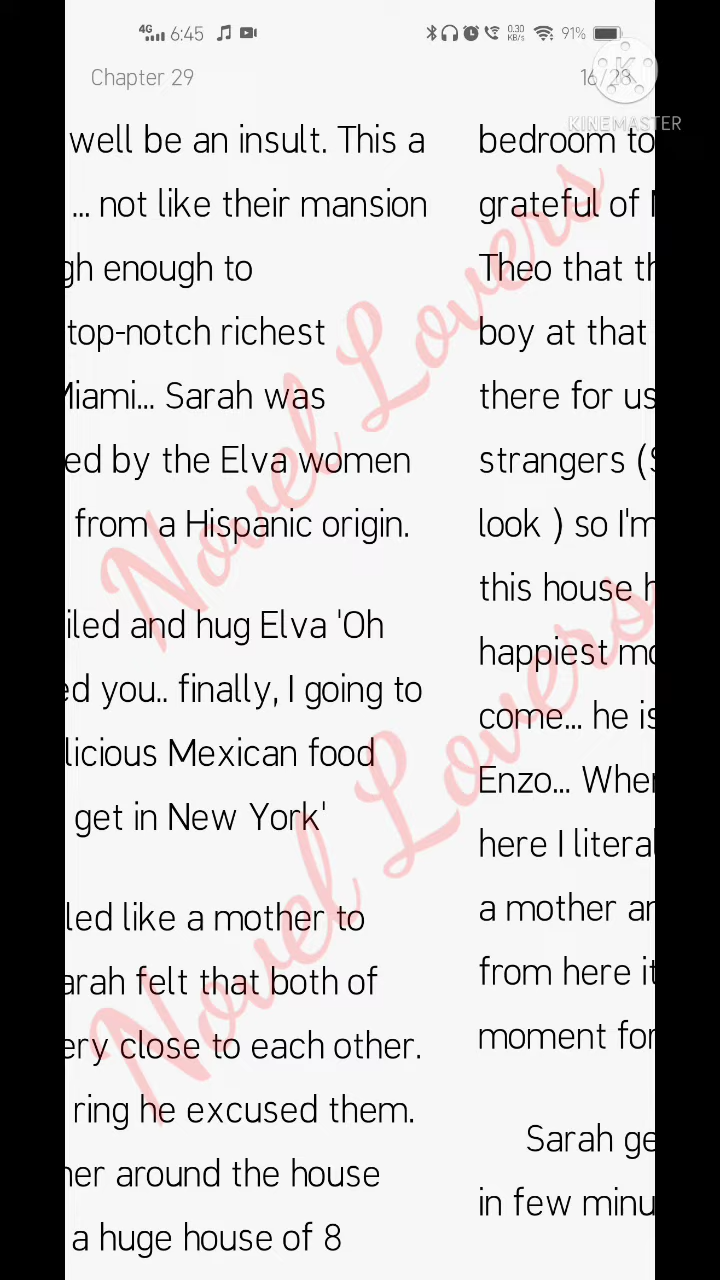 4G 6:45 0.30 KB/s 91%
Chapter 29
16/28
KINEMASTER
well be an insult. This a
... not like their mansion
gh enough to
top-notch richest
Miami... Sarah was
ed by the Elva women
from a Hispanic origin.
iled and hug Elva 'Oh
ed you.. finally, I going to
licious Mexican food
get in New York'
led like a mother to
arah felt that both of
ery close to each other.
ring he excused them.
her around the house
a huge house of 8
bedroom to
grateful of
Theo that th
boy at that
there for us
strangers (S
look ) so I'm
this house h
happiest mo
come... he is
Enzo... When
here I literal
a mother an
from here it
moment for
Sarah ge
in few minu
Novel Lovers
Novel Lovers